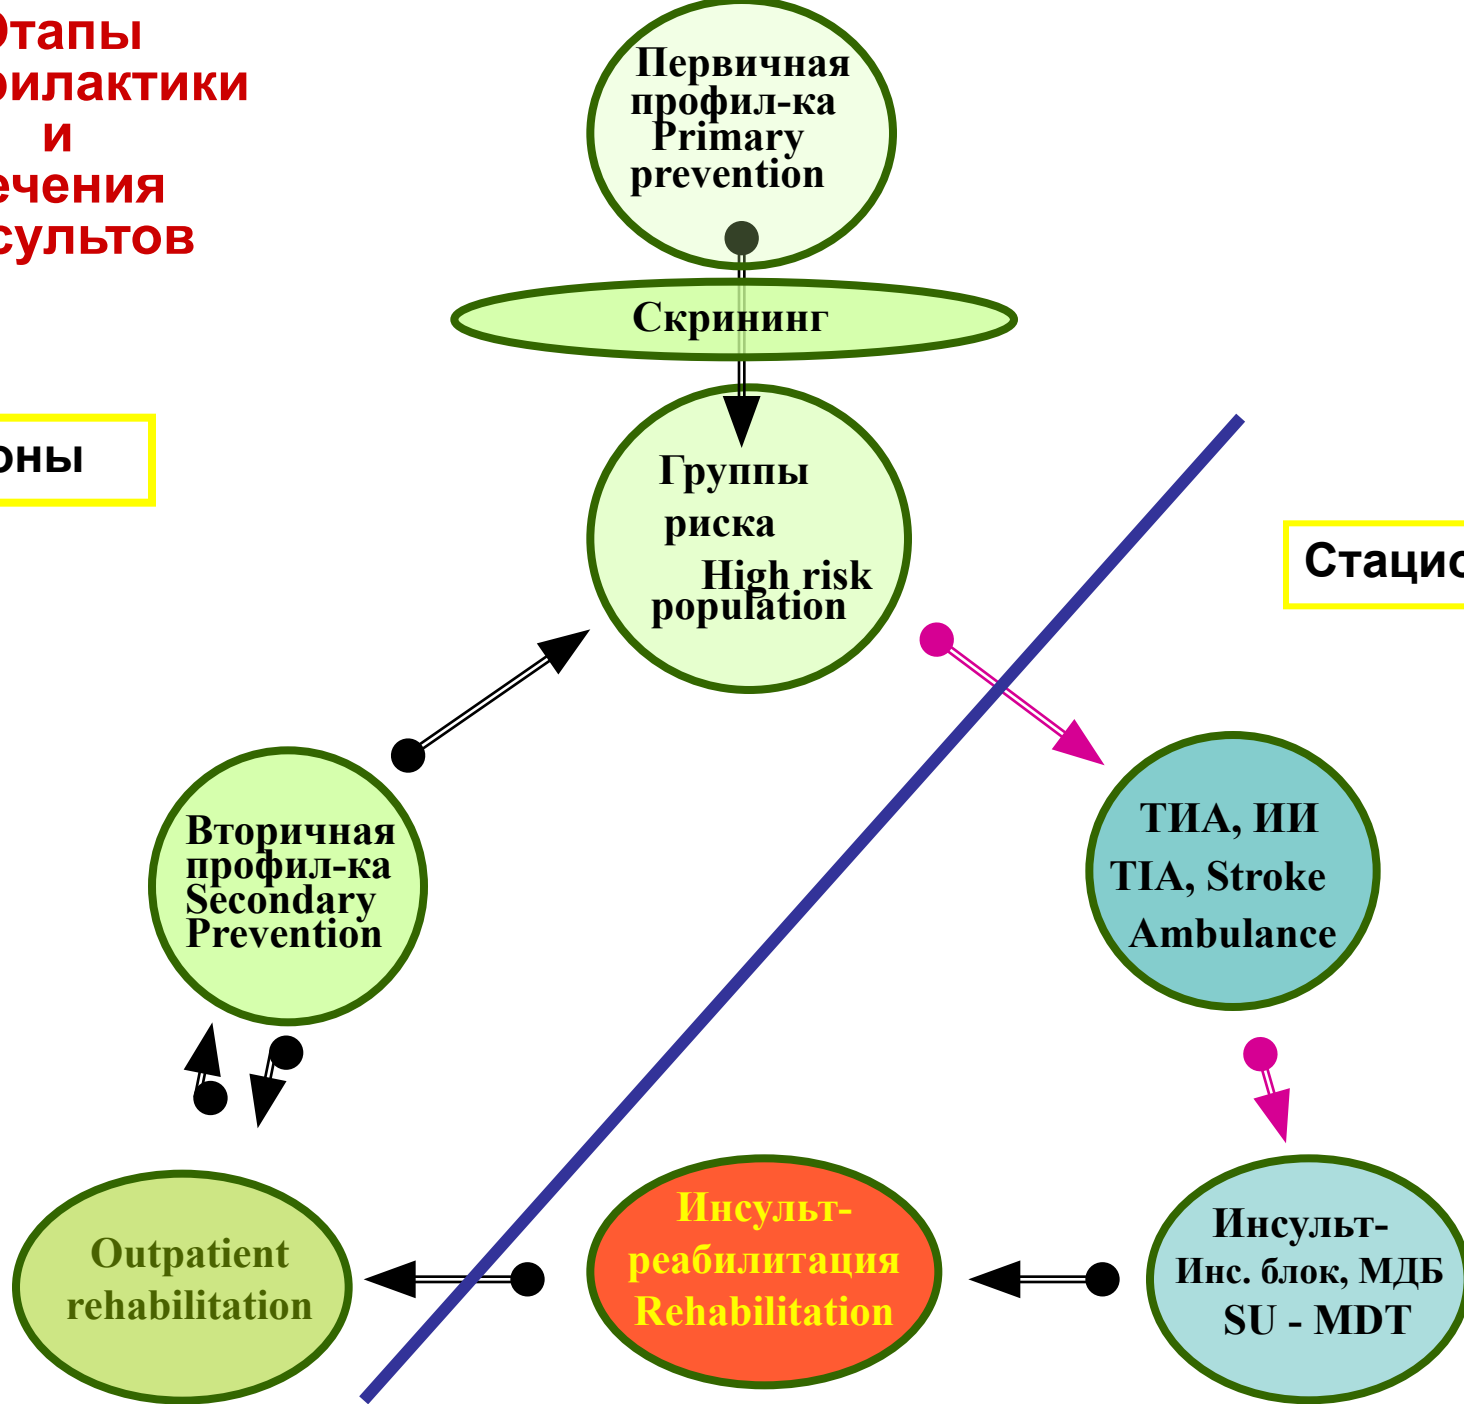 Этапы
рилактики
и
ечения
сультов
Первичная
профил-ка
Primary
prevention
Скрининг
оны
Группы
риска
High risk
population
Стацио
Вторичная
профил-ка
Secondary
Prevention
ТИА, ИИ
TIA, Stroke
Ambulance
Outpatient
rehabilitation
Инсульт-
реабилитация
Rehabilitation
Инсульт-
Инс. блок, МДБ
SU - MDT